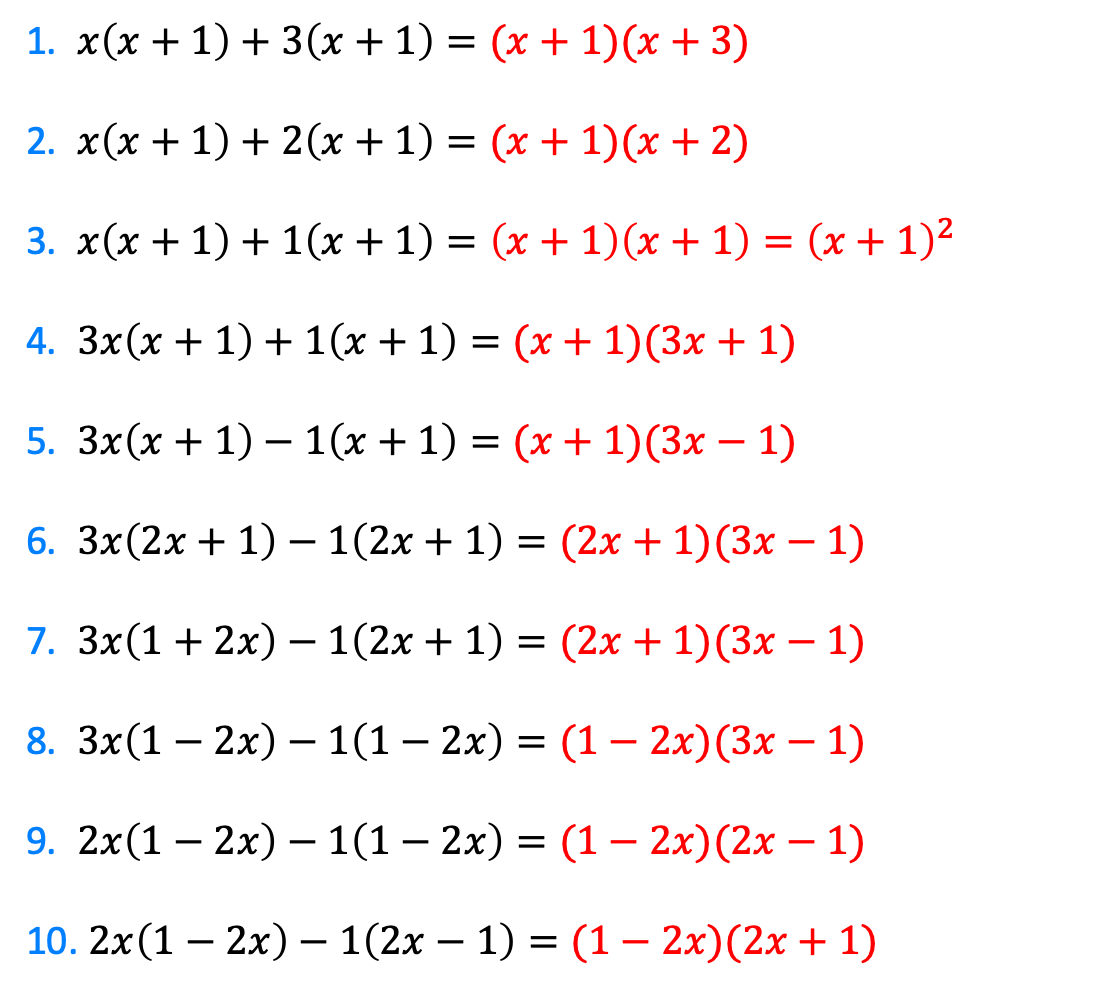 1. x(x + 1) + 3(x + 1) = (x + 1)(x + 3)
2. x(x + 1) + 2(x + 1) = (x + 1)(x + 2)
3. x(x + 1) + 1(x + 1) = (x + 1)(x + 1) = (x + 1)²
4. 3x(x + 1) + 1(x + 1) = (x + 1)(3x + 1)
5. 3x(x + 1) − 1(x + 1) = (x + 1)(3x − 1)
6. 3x(2x + 1) − 1(2x + 1) = (2x + 1)(3x − 1)
7. 3x(1 + 2x) − 1(2x + 1) = (2x + 1)(3x − 1)
8. 3x(1 − 2x) − 1(1 − 2x) = (1 − 2x)(3x − 1)
9. 2x(1 − 2x) − 1(1 − 2x) = (1 − 2x)(2x − 1)
10. 2x(1 − 2x) − 1(2x − 1) = (1 − 2x)(2x + 1)